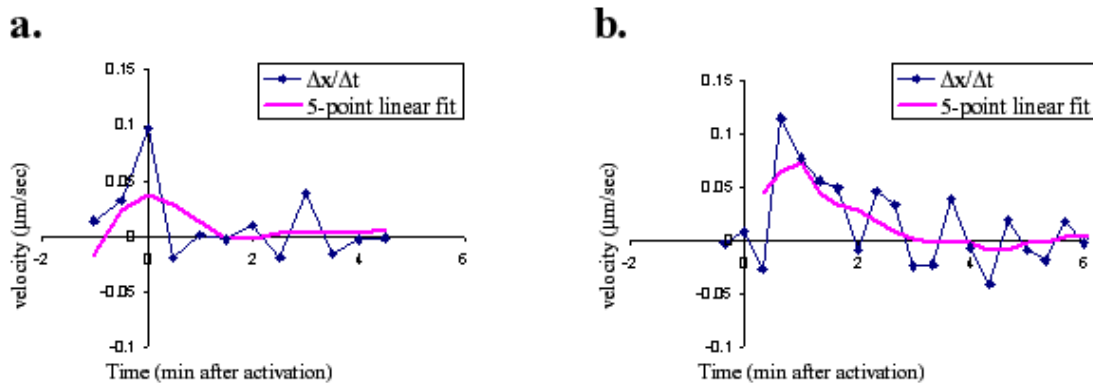 a.
0.15
0.1
0.05
0
-0.05
-0.1
-2
0
2
4
6
Δx/Δt
5-point linear fit
velocity (μm/sec)
Time (min after activation)
b.
0.15
0.1
0.05
0
-0.05
-0.1
-2
0
2
4
6
Δx/Δt
5-point linear fit
velocity (μm/sec)
Time (min after activation)